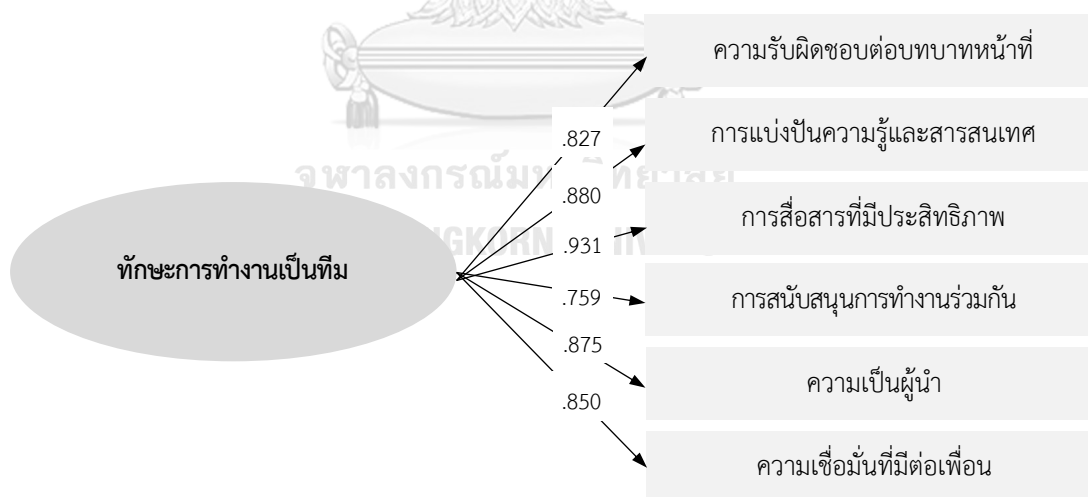 ความรับผิดชอบต่อบทบาทหน้าที่
.827
การแบ่งปันความรู้และสารสนเทศ
.880
การสื่อสารที่มีประสิทธิภาพ
.931
ทักษะการทำงานเป็นทีม
.759
การสนับสนุนการทำงานร่วมกัน
.875
ความเป็นผู้นำ
.850
ความเชื่อมั่นที่มีต่อเพื่อน